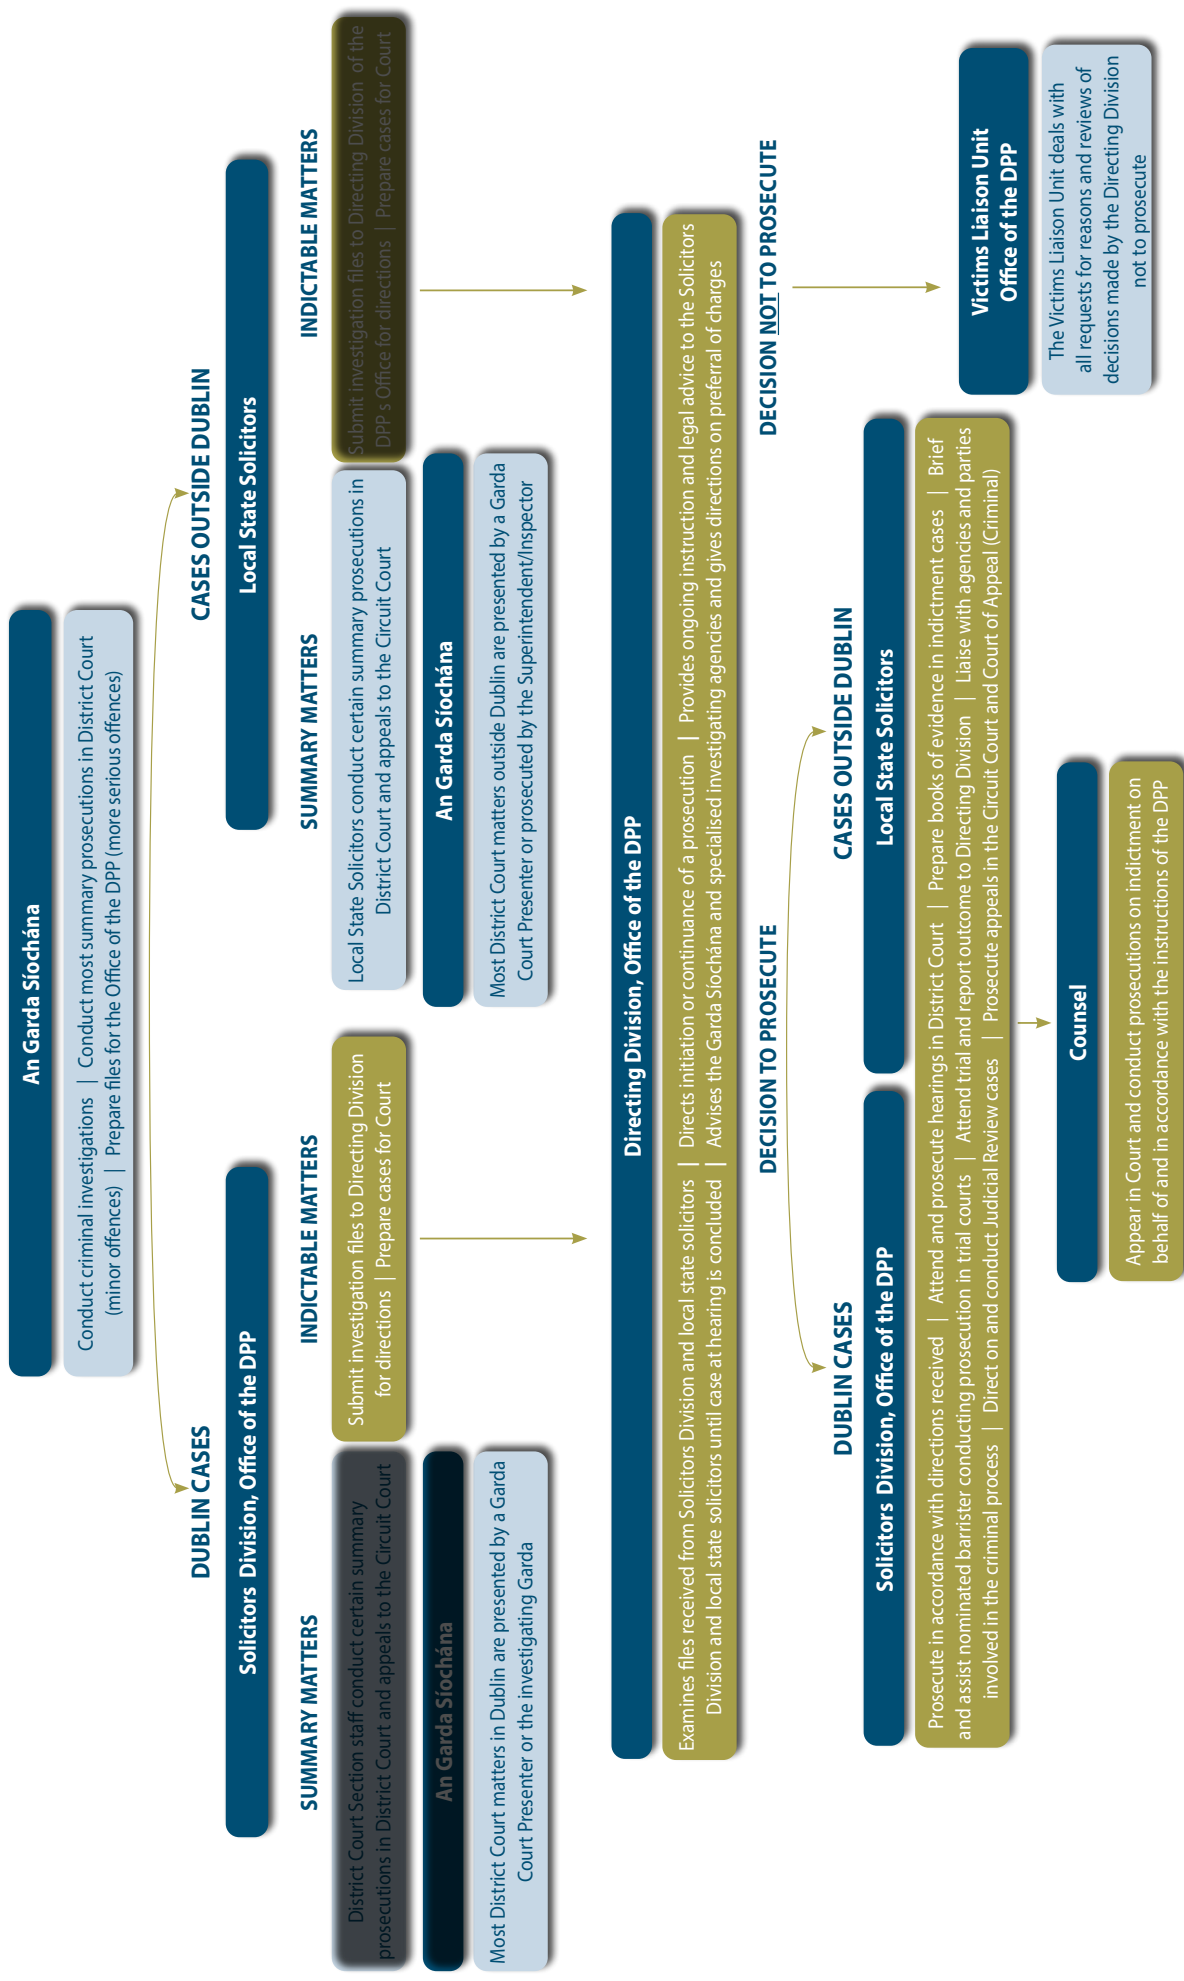 An Garda Síochána
Conduct criminal investigations | Conduct most summary prosecutions in District Court
(minor offences) | Prepare files for the Office of the DPP (more serious offences)
DUBLIN CASES
Solicitors Division, Office of the DPP
SUMMARY MATTERS
District Court Section staff conduct certain summary
prosecutions in District Court and appeals to the Circuit Court
An Garda Síochána
Most District Court matters in Dublin are presented by a Garda
Court Presenter or the investigating Garda
INDICTABLE MATTERS
Submit investigation files to Directing Division
for directions | Prepare cases for Court
CASES OUTSIDE DUBLIN
Local State Solicitors
SUMMARY MATTERS
Local State Solicitors conduct certain summary prosecutions in
District Court and appeals to the Circuit Court
An Garda Síochána
Most District Court matters outside Dublin are presented by a Garda
Court Presenter or prosecuted by the Superintendent/Inspector
INDICTABLE MATTERS
Submit investigation files to Directing Division of the
DPP s Office for directions | Prepare cases for Court
Directing Division, Office of the DPP
Examines files received from Solicitors Division and local state solicitors | Directs initiation or continuance of a prosecution | Provides ongoing instruction and legal advice to the Solicitors
Division and local state solicitors until case at hearing is concluded | Advises the Garda Síochána and specialised investigating agencies and gives directions on preferral of charges
DECISION TO PROSECUTE
DUBLIN CASES
Solicitors Division, Office of the DPP
CASES OUTSIDE DUBLIN
Local State Solicitors
Prosecute in accordance with directions received | Attend and prosecute hearings in District Court | Prepare books of evidence in indictment cases | Brief
and assist nominated barrister conducting prosecution in trial courts | Attend trial and report outcome to Directing Division | Liaise with agencies and parties
involved in the criminal process | Direct on and conduct Judicial Review cases | Prosecute appeals in the Circuit Court and Court of Appeal (Criminal)
Counsel
Appear in Court and conduct prosecutions on indictment on
behalf of and in accordance with the instructions of the DPP
DECISION NOT TO PROSECUTE
Victims Liaison Unit
Office of the DPP
The Victims Liaison Unit deals with
all requests for reasons and reviews of
decisions made by the Directing Division
not to prosecute